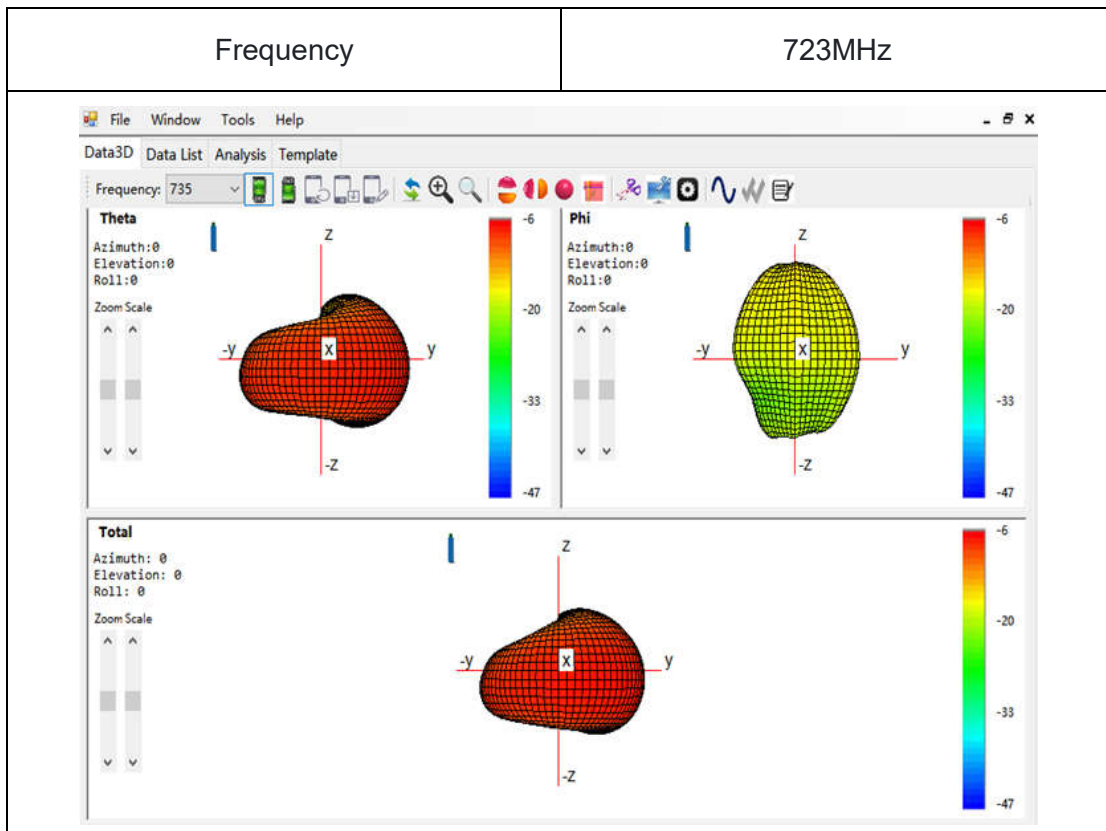 Frequency 723MHz
File Window Tools Help
Data3D Data List Analysis Template
Frequency: 735
Theta
Azimuth:0
Elevation:0
Roll:0
Zoom Scale
z
-y
x
y
-z
-6
-20
-33
-47
Phi
Azimuth:0
Elevation:0
Roll:0
Zoom Scale
z
-y
x
y
-z
-6
-20
-33
-47
Total
Azimuth: 0
Elevation: 0
Roll: 0
Zoom Scale
z
-y
x
y
-z
-6
-20
-33
-47